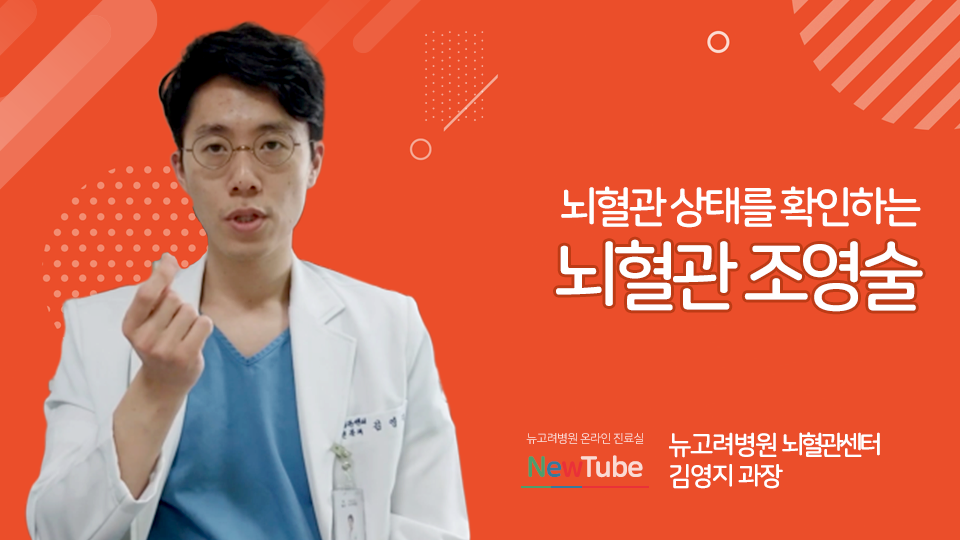 뇌혈관 상태를 확인하는
뇌혈관 조영술
뉴고려병원 온라인 진료실
NewTube
뉴고려병원 뇌혈관센터
김영지 과장